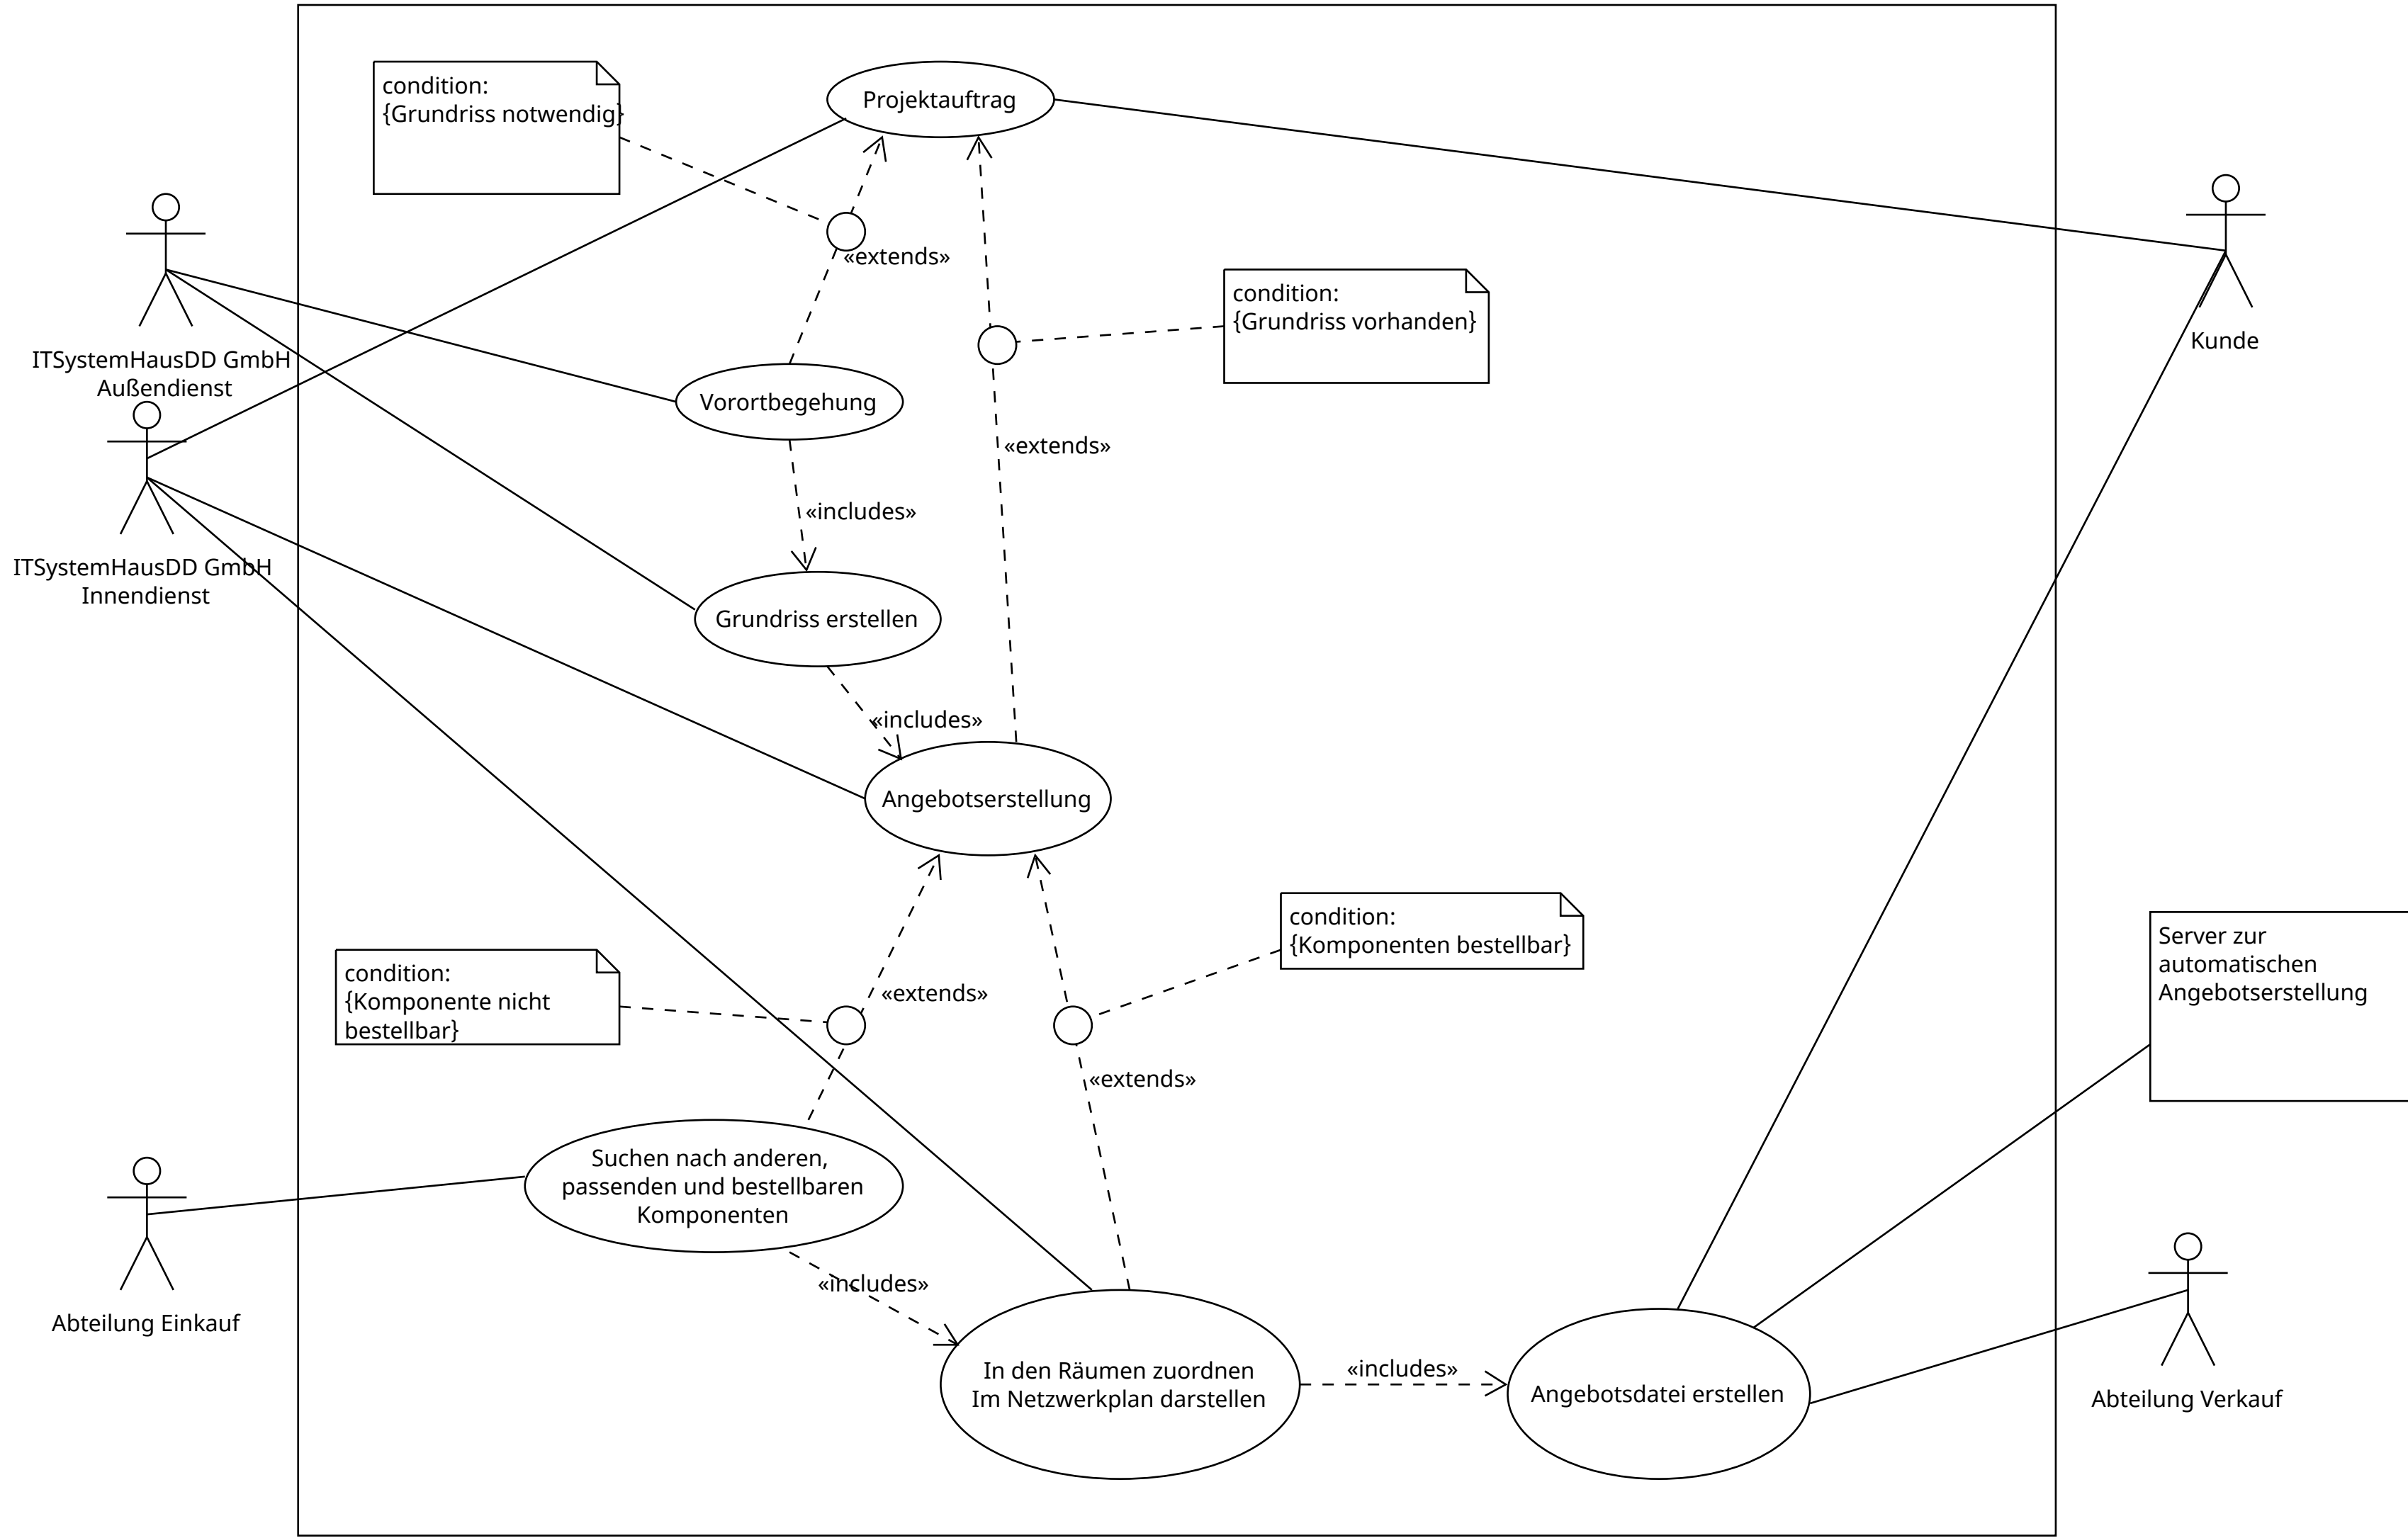 condition:
{Grundriss notwendig}
Projektauftrag
«extends»
condition:
{Grundriss vorhanden}
Kunde
ITSystemHausDD GmbH
Außendienst
Vorortbegehung
«extends»
«includes»
ITSystemHausDD GmbH
Innendienst
Grundriss erstellen
«includes»
Angebotserstellung
condition:
{Komponenten bestellbar}
Server zur
automatischen
Angebotserstellung
condition:
{Komponente nicht
bestellbar}
«extends»
«extends»
Suchen nach anderen,
passenden und bestellbaren
Komponenten
«includes»
Abteilung Einkauf
In den Räumen zuordnen
Im Netzwerkplan darstellen
«includes»
Angebotsdatei erstellen
Abteilung Verkauf